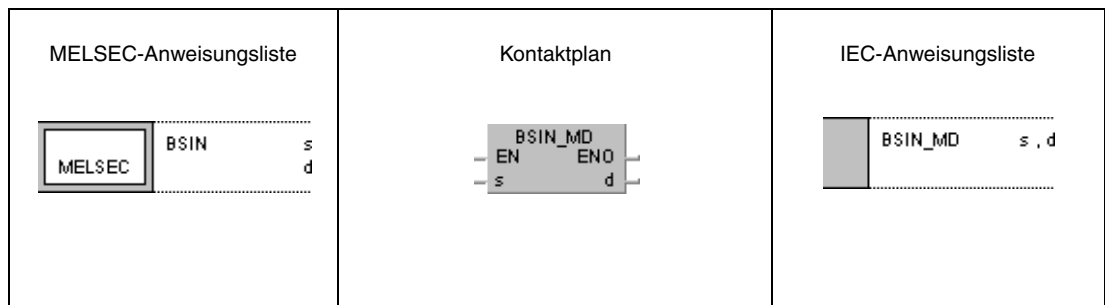 MELSEC-Anweisungsliste
Kontaktplan
IEC-Anweisungsliste
MELSEC
BSIN s
d
BSIN_MD
EN ENO
s d
BSIN_MD s , d